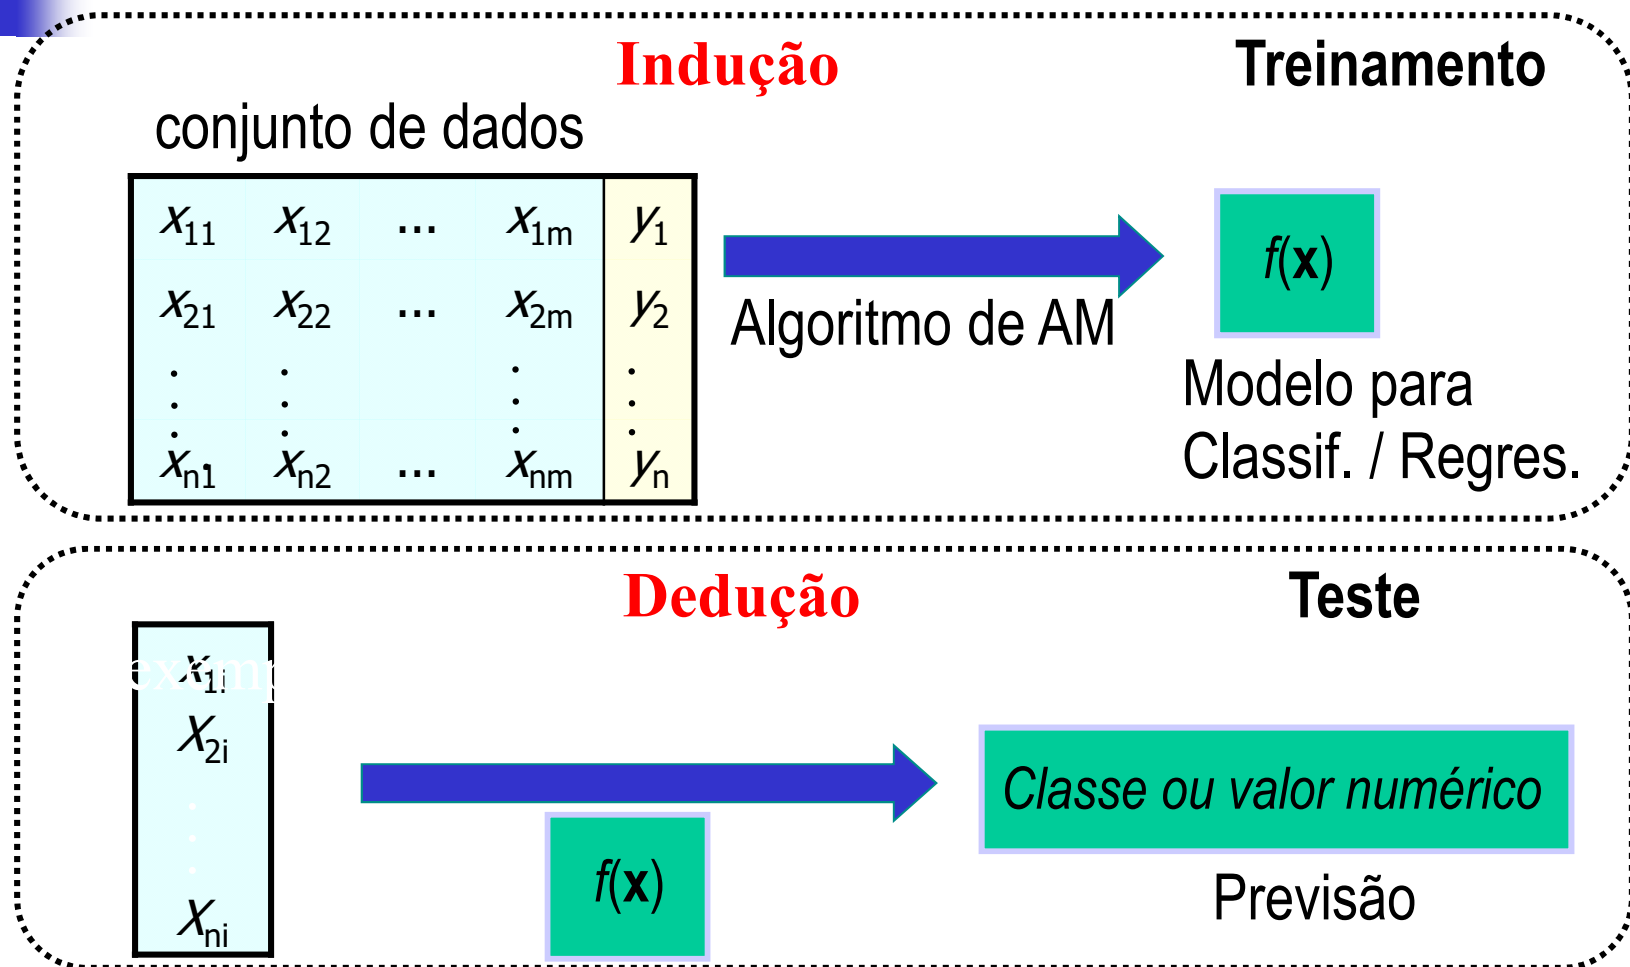 Indução Treinamento
conjunto de dados
x11 x12 ... x1m y1
x21 x22 ... x2m y2
. . . .
. . . .
. . . .
xn1 xn2 ... xnm yn
Algoritmo de AM
f(x)
Modelo para
Classif. / Regres.
Dedução Teste
x1i
x2i
.
.
.
xni
f(x)
Classe ou valor numérico
Previsão